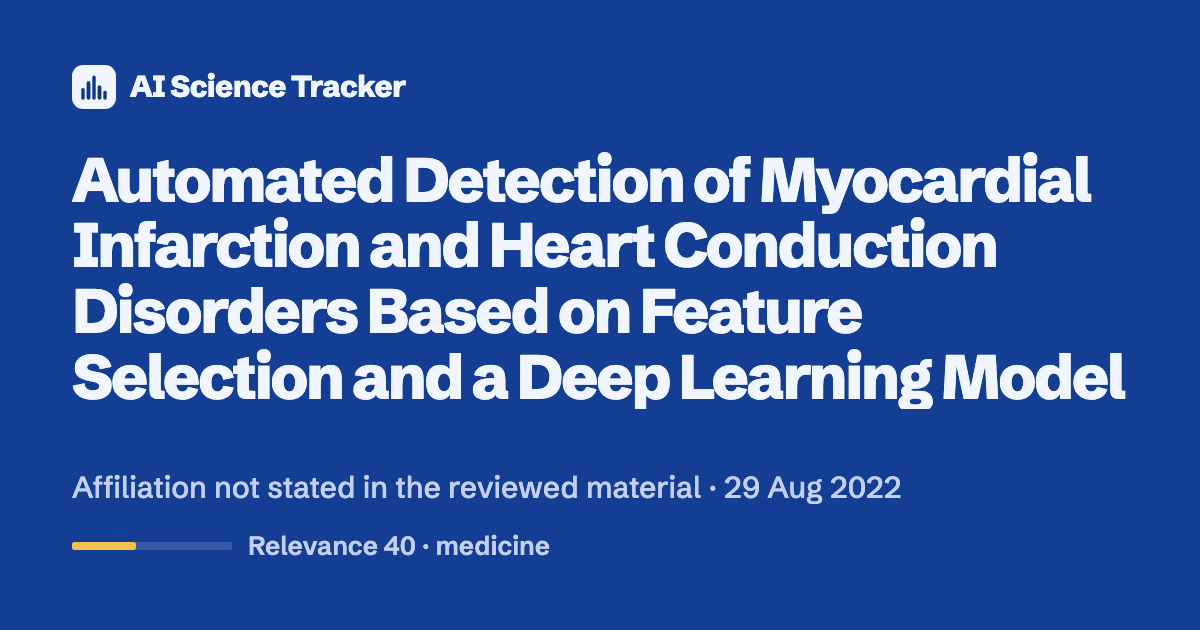 AI Science Tracker
Automated Detection of Myocardial
Infarction and Heart Conduction
Disorders Based on Feature
Selection and a Deep Learning Model
Affiliation not stated in the reviewed material · 29 Aug 2022
Relevance 40 · medicine